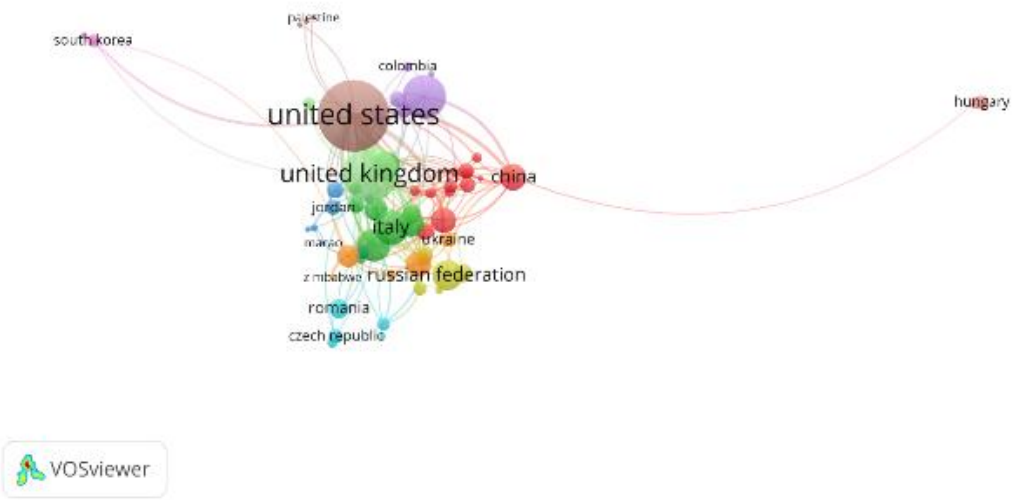 palestine
south korea
colombia
hungary
united states
united kingdom
china
jordan
italy
ukraine
macao
zimbabwe
russian federation
romania
czech republic
VOSviewer